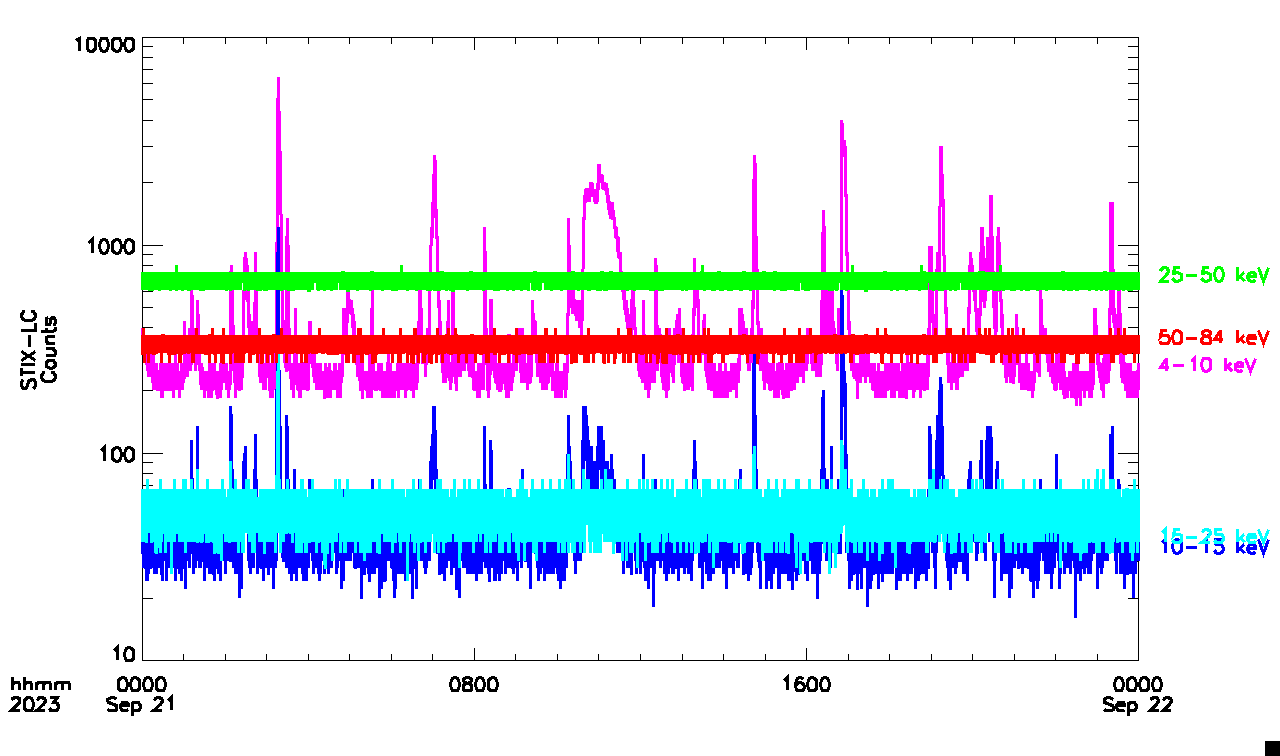 10000
1000
100
10
STIX-LC
Counts
25-50 keV
50-84 keV
4-10 keV
15-25 keV
10-15 keV
hhmm 0000 0800 1600 0000
2023 Sep 21 Sep 22